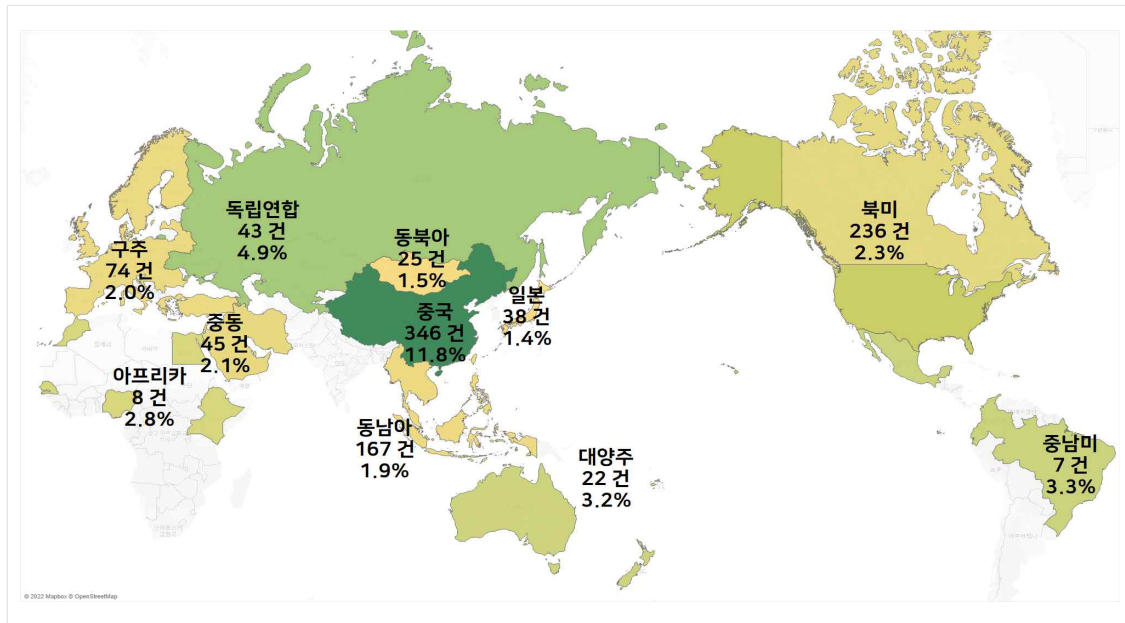 독립연합
43 건
4.9%
북미
236 건
2.3%
동북아
25 건
1.5%
구주
74 건
2.0%
일본
38 건
1.4%
중국
346 건
11.8%
중동
45 건
2.1%
아프리카
8 건
2.8%
동남아
167 건
1.9%
대양주
22 건
3.2%
중남미
7 건
3.3%
© 2022 Mapbox © OpenStreetMap